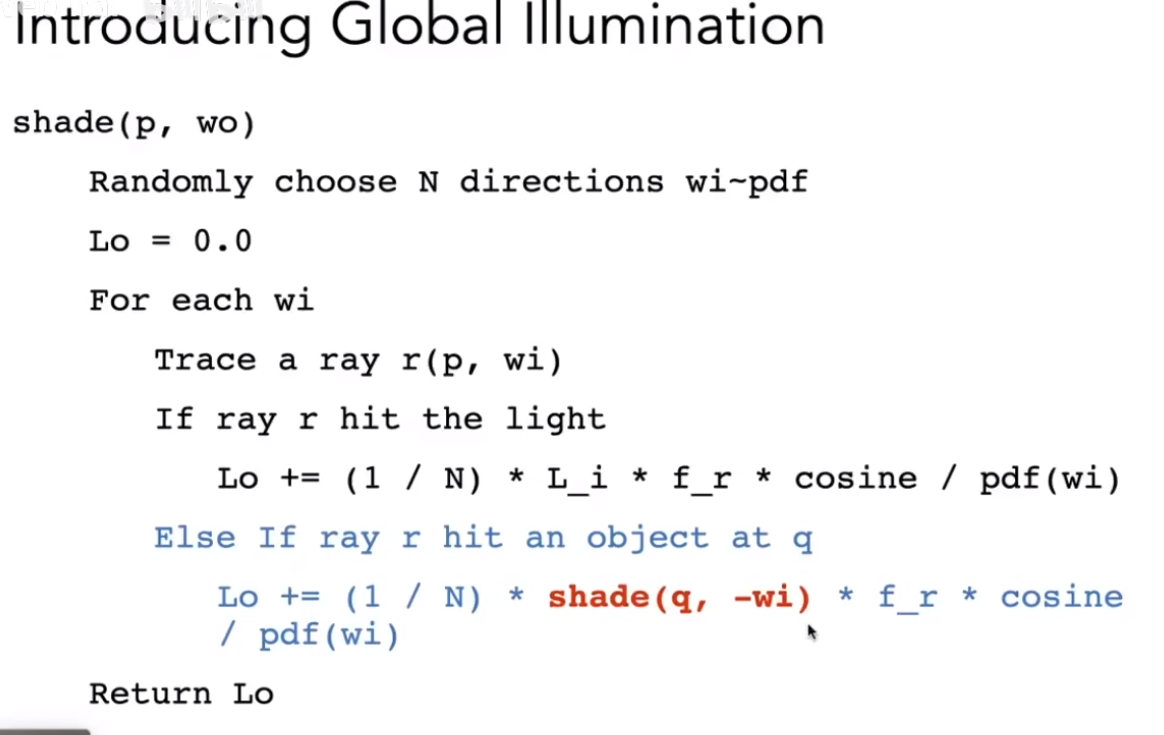 Introducing Global Illumination
shade(p, wo)
Randomly choose N directions wi~pdf
Lo = 0.0
For each wi
Trace a ray r(p, wi)
If ray r hit the light
Lo += (1 / N) * L_i * f_r * cosine / pdf(wi)
Else If ray r hit an object at q
Lo += (1 / N) * shade(q, -wi) * f_r * cosine
/ pdf(wi)
Return Lo